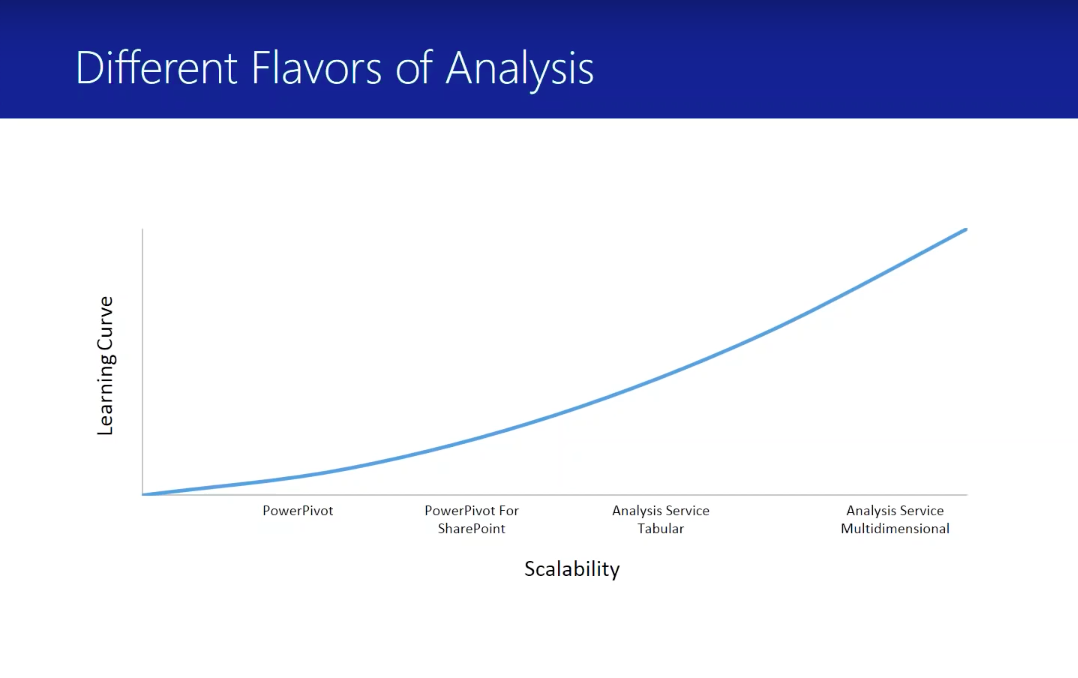 Different Flavors of Analysis
Learning Curve
PowerPivot
PowerPivot For
SharePoint
Analysis Service
Tabular
Analysis Service
Multidimensional
Scalability